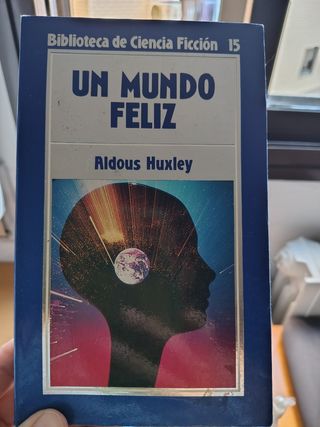 Biblioteca de Ciencia Ficción 15
UN MUNDO
FELIZ
Aldous Huxley